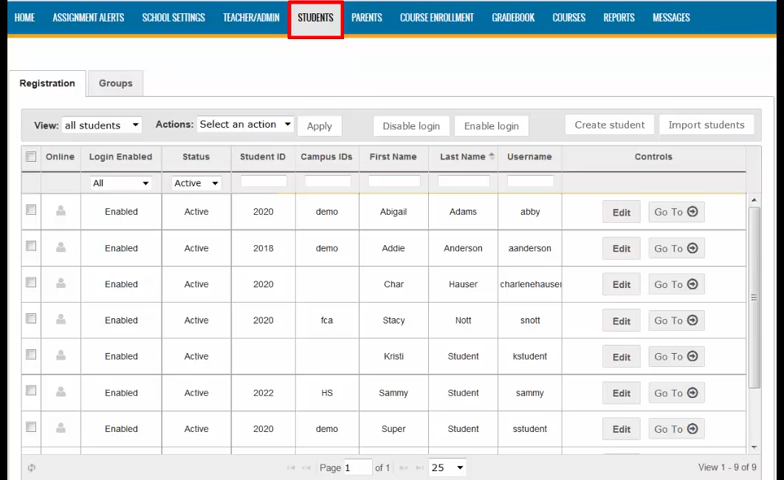 HOME ASSIGNMENT ALERTS SCHOOL SETTINGS TEACHER/ADMIN STUDENTS PARENTS COURSE ENROLLMENT GRADEBOOK COURSES REPORTS MESSAGES
Registration Groups
View: all students Actions: Select an action Apply Disable login Enable login Create student Import students
Online Login Enabled Status Student ID Campus IDs First Name Last Name Username Controls
All Active
Enabled Active 2020 demo Abigail Adams abby Edit Go To
Enabled Active 2018 demo Addie Anderson aanderson Edit Go To
Enabled Active 2020 Char Hauser charlenehauser Edit Go To
Enabled Active 2020 fca Stacy Nott snott Edit Go To
Enabled Active Kristi Student kstudent Edit Go To
Enabled Active 2022 HS Sammy Student sammy Edit Go To
Enabled Active 2020 demo Super Student sstudent Edit Go To
Page 1 of 1 25 View 1 - 9 of 9